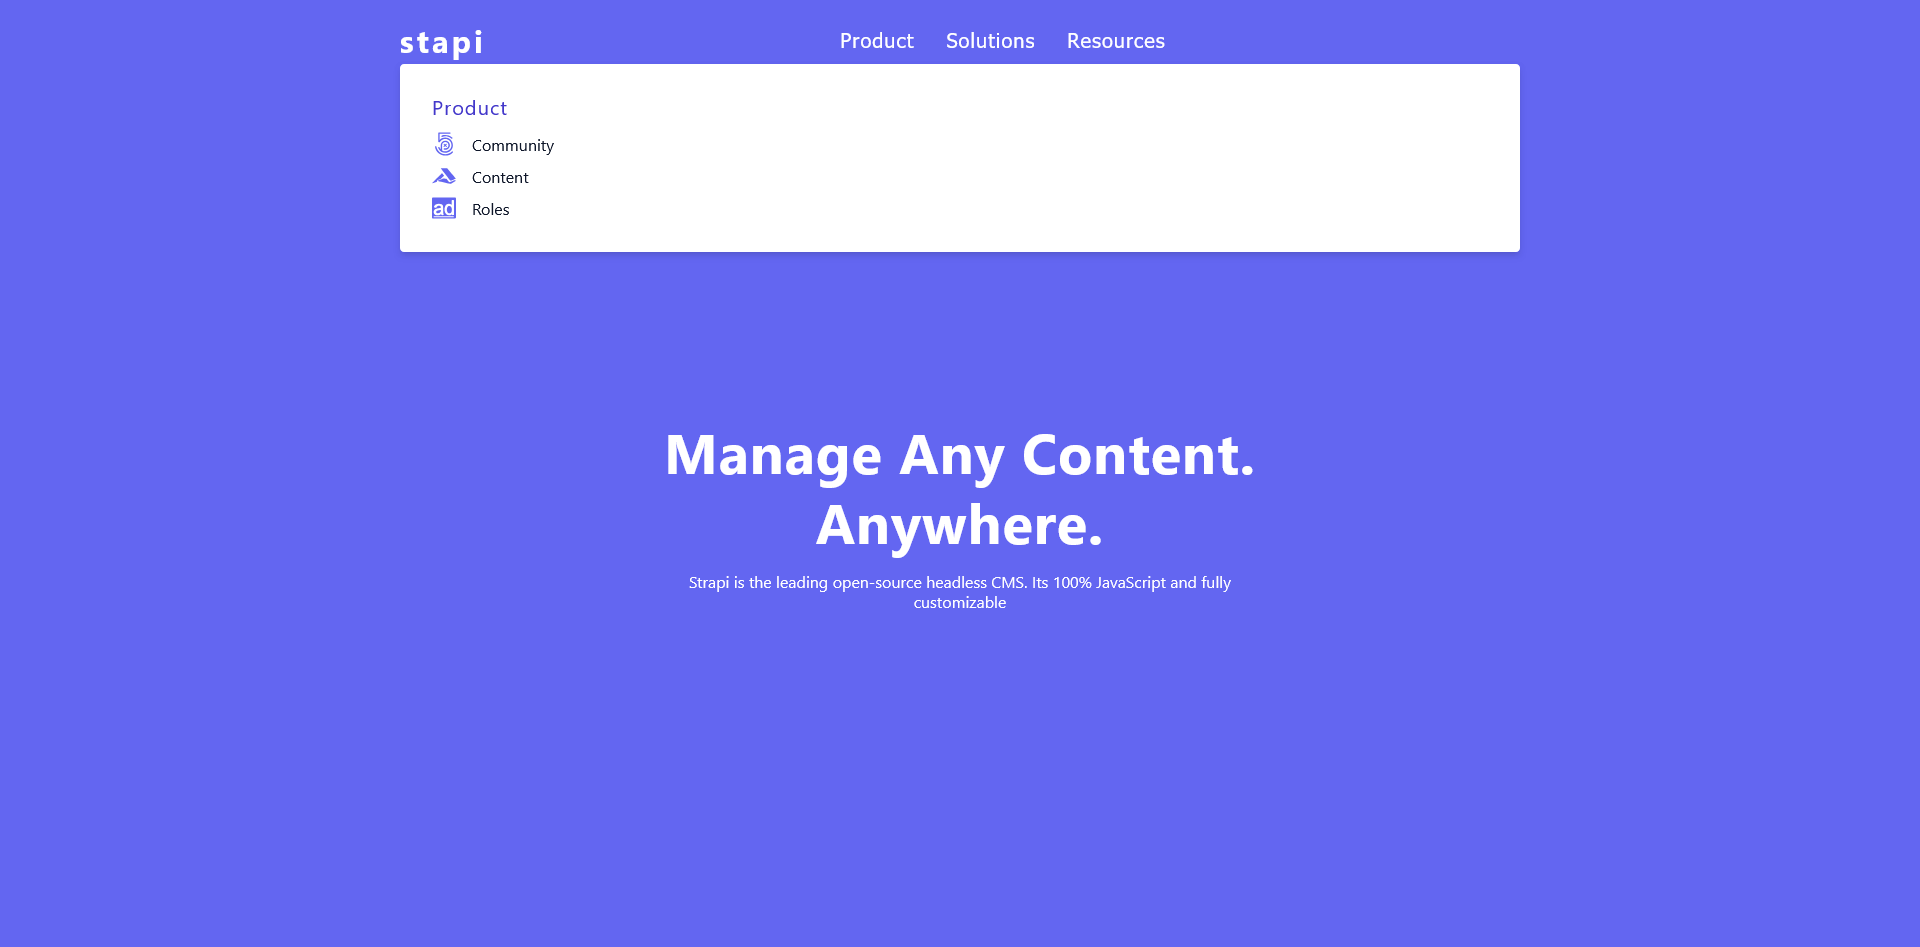 stapi
Product Solutions Resources
Product
Community
Content
ad Roles
Manage Any Content.
Anywhere.
Strapi is the leading open-source headless CMS. Its 100% JavaScript and fully
customizable